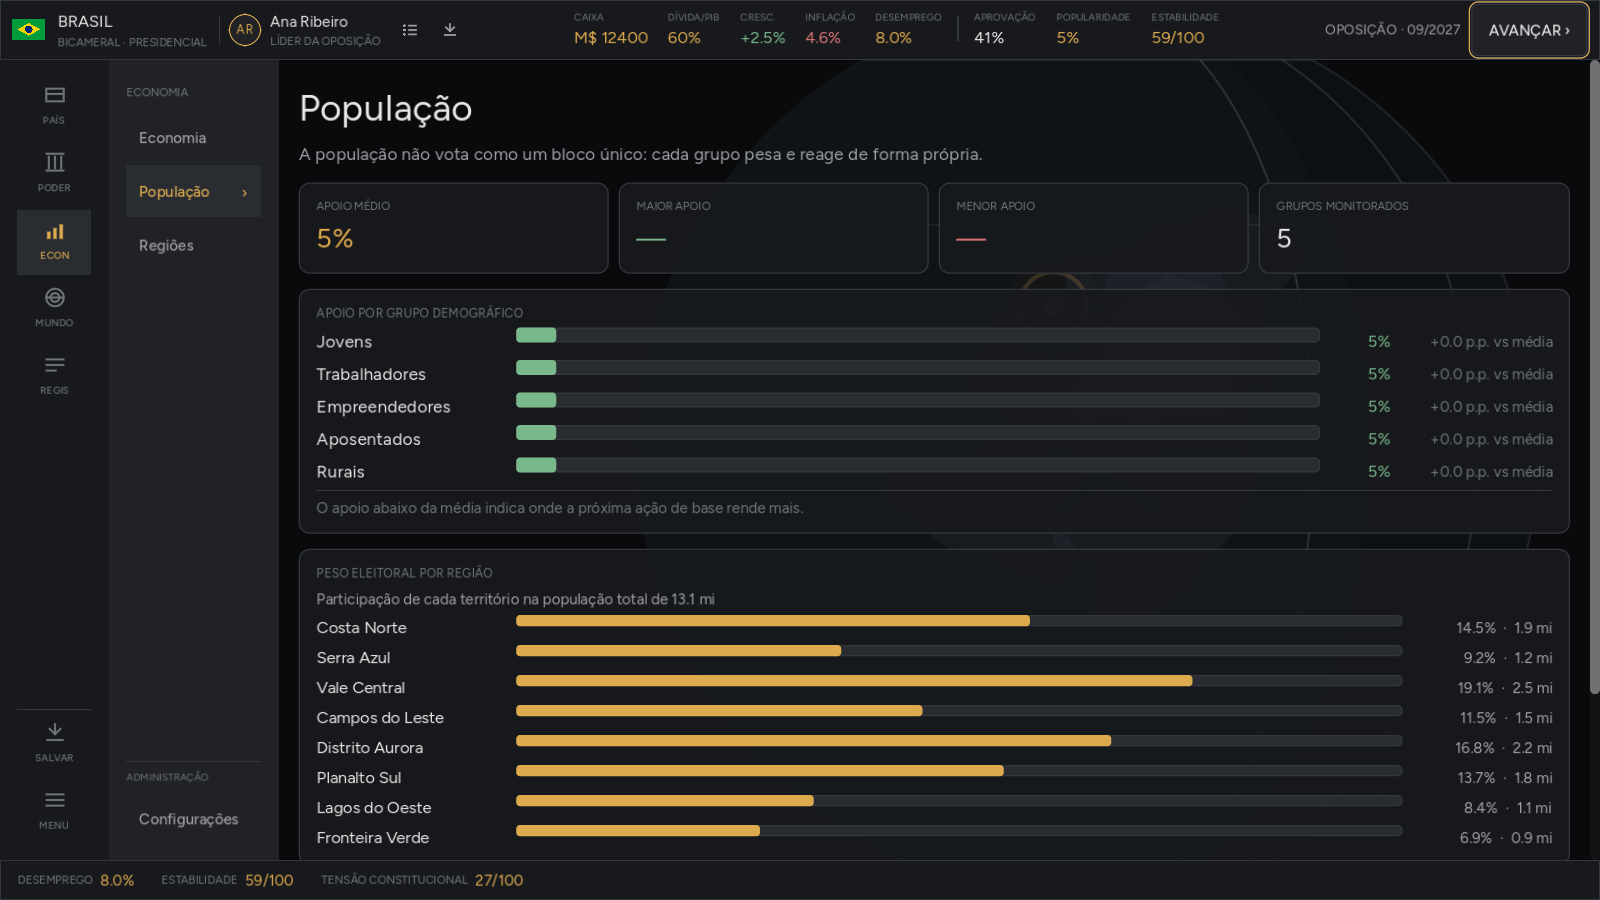 BRASIL
BICAMERAL · PRESIDENCIAL
AR
Ana Ribeiro
LÍDER DA OPOSIÇÃO
CAIXA
M$ 12400
DÍVIDA/PIB
60%
CRESC.
+2.5%
INFLAÇÃO
4.6%
DESEMPREGO
8.0%
APROVAÇÃO
41%
POPULARIDADE
5%
ESTABILIDADE
59/100
OPOSIÇÃO · 09/2027
AVANÇAR ›
PAÍS
PODER
ECON
MUNDO
REGIS
SALVAR
MENU
ECONOMIA
Economia
População ›
Regiões
ADMINISTRAÇÃO
Configurações
População
A população não vota como um bloco único: cada grupo pesa e reage de forma própria.
APOIO MÉDIO
5%
MAIOR APOIO
—
MENOR APOIO
—
GRUPOS MONITORADOS
5
APOIO POR GRUPO DEMOGRÁFICO
Jovens 5% +0.0 p.p. vs média
Trabalhadores 5% +0.0 p.p. vs média
Empreendedores 5% +0.0 p.p. vs média
Aposentados 5% +0.0 p.p. vs média
Rurais 5% +0.0 p.p. vs média
O apoio abaixo da média indica onde a próxima ação de base rende mais.
PESO ELEITORAL POR REGIÃO
Participação de cada território na população total de 13.1 mi
Costa Norte 14.5% · 1.9 mi
Serra Azul 9.2% · 1.2 mi
Vale Central 19.1% · 2.5 mi
Campos do Leste 11.5% · 1.5 mi
Distrito Aurora 16.8% · 2.2 mi
Planalto Sul 13.7% · 1.8 mi
Lagos do Oeste 8.4% · 1.1 mi
Fronteira Verde 6.9% · 0.9 mi
DESEMPREGO 8.0%
ESTABILIDADE 59/100
TENSÃO CONSTITUCIONAL 27/100